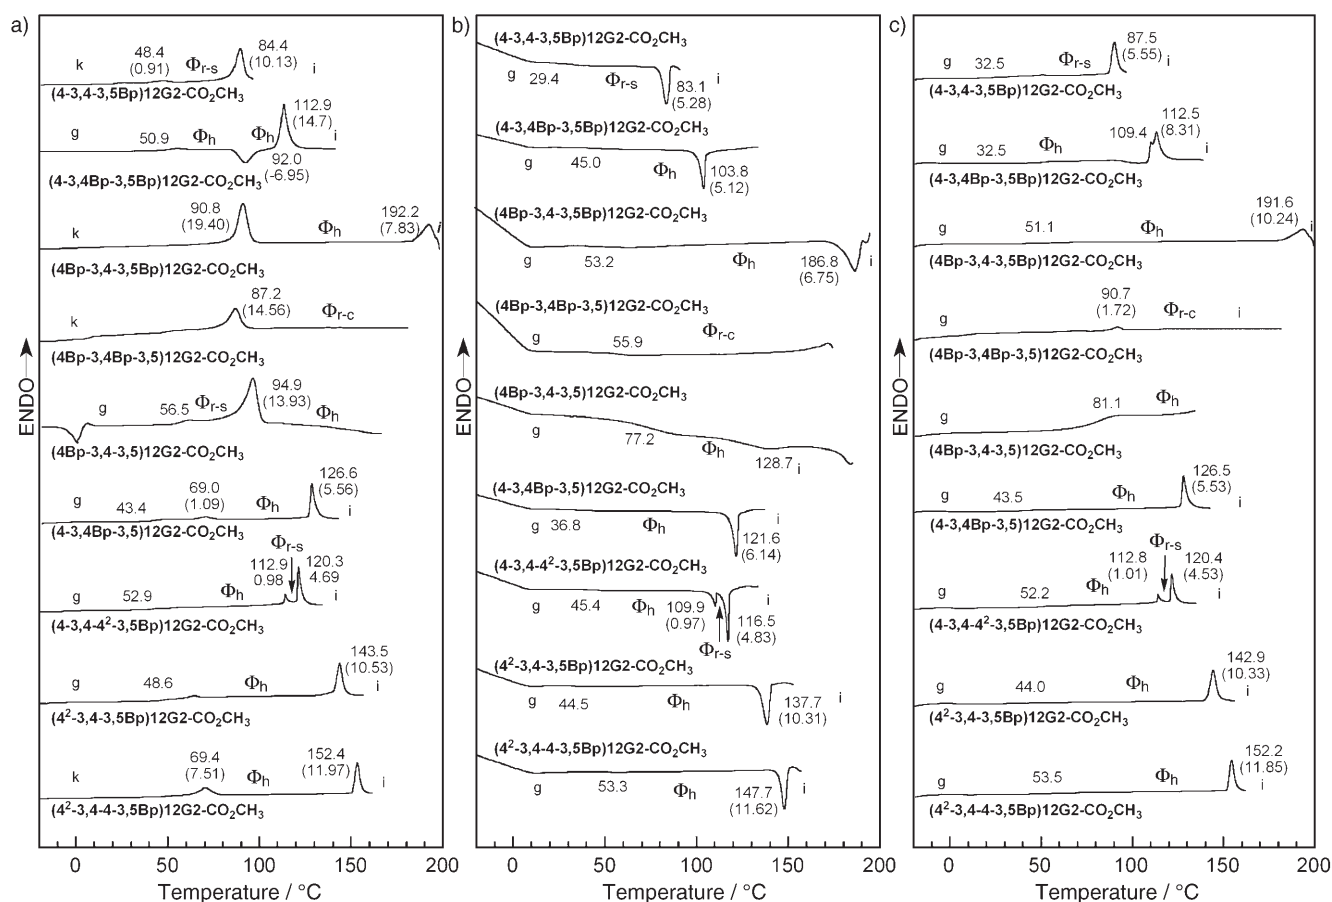 a)
48.4
(0.91)
Φr-s
84.4
(10.13)
k
i
(4-3,4-3,5Bp)12G2-CO₂CH₃
112.9
(14.7)
g
50.9
Φh
Φh
i
92.0
(-6.95)
(4-3,4Bp-3,5Bp)12G2-CO₂CH₃
90.8
(19.40)
192.2
(7.83)
k
Φh
i
(4Bp-3,4-3,5Bp)12G2-CO₂CH₃
87.2
(14.56)
k
Φr-c
(4Bp-3,4Bp-3,5)12G2-CO₂CH₃
94.9
(13.93)
g
56.5
Φr-s
Φh
(4Bp-3,4-3,5)12G2-CO₂CH₃
126.6
(5.56)
69.0
(1.09)
g
43.4
Φh
i
(4-3,4Bp-3,5)12G2-CO₂CH₃
Φr-s
112.9
0.98
120.3
4.69
g
52.9
Φh
i
(4-3,4-4²-3,5Bp)12G2-CO₂CH₃
143.5
(10.53)
g
48.6
Φh
i
(4²-3,4-3,5Bp)12G2-CO₂CH₃
69.4
(7.51)
152.4
(11.97)
k
Φh
i
(4²-3,4-4-3,5Bp)12G2-CO₂CH₃
ENDO
0 50 100 150 200
Temperature / °C
b)
(4-3,4-3,5Bp)12G2-CO₂CH₃
g
29.4
Φr-s
83.1
(5.28)
i
(4-3,4Bp-3,5Bp)12G2-CO₂CH₃
g
45.0
Φh
103.8
(5.12)
(4Bp-3,4-3,5Bp)12G2-CO₂CH₃
g
53.2
Φh
186.8
(6.75)
i
(4Bp-3,4Bp-3,5)12G2-CO₂CH₃
g
55.9
Φr-c
(4Bp-3,4-3,5)12G2-CO₂CH₃
g
77.2
Φh
128.7
i
(4-3,4Bp-3,5)12G2-CO₂CH₃
g
36.8
Φh
121.6
(6.14)
i
(4-3,4-4²-3,5Bp)12G2-CO₂CH₃
g
45.4
Φh
109.9
(0.97)
Φr-s
116.5
(4.83)
i
(4²-3,4-3,5Bp)12G2-CO₂CH₃
g
44.5
Φh
137.7
(10.31)
i
(4²-3,4-4-3,5Bp)12G2-CO₂CH₃
g
53.3
Φh
147.7
(11.62)
i
ENDO
0 50 100 150 200
Temperature / °C
c)
87.5
(5.55)
g
32.5
Φr-s
i
(4-3,4-3,5Bp)12G2-CO₂CH₃
112.5
(8.31)
109.4
g
32.5
Φh
i
(4-3,4Bp-3,5Bp)12G2-CO₂CH₃
191.6
(10.24)
g
51.1
Φh
i
(4Bp-3,4-3,5Bp)12G2-CO₂CH₃
90.7
(1.72)
g
Φr-c
i
(4Bp-3,4Bp-3,5)12G2-CO₂CH₃
g
81.1
Φh
(4Bp-3,4-3,5)12G2-CO₂CH₃
126.5
(5.53)
g
43.5
Φh
i
(4-3,4Bp-3,5)12G2-CO₂CH₃
Φr-s
112.8
(1.01)
120.4
(4.53)
g
52.2
Φh
i
(4-3,4-4²-3,5Bp)12G2-CO₂CH₃
142.9
(10.33)
g
44.0
Φh
i
(4²-3,4-3,5Bp)12G2-CO₂CH₃
152.2
(11.85)
g
53.5
Φh
i
(4²-3,4-4-3,5Bp)12G2-CO₂CH₃
ENDO
0 50 100 150 200
Temperature / °C